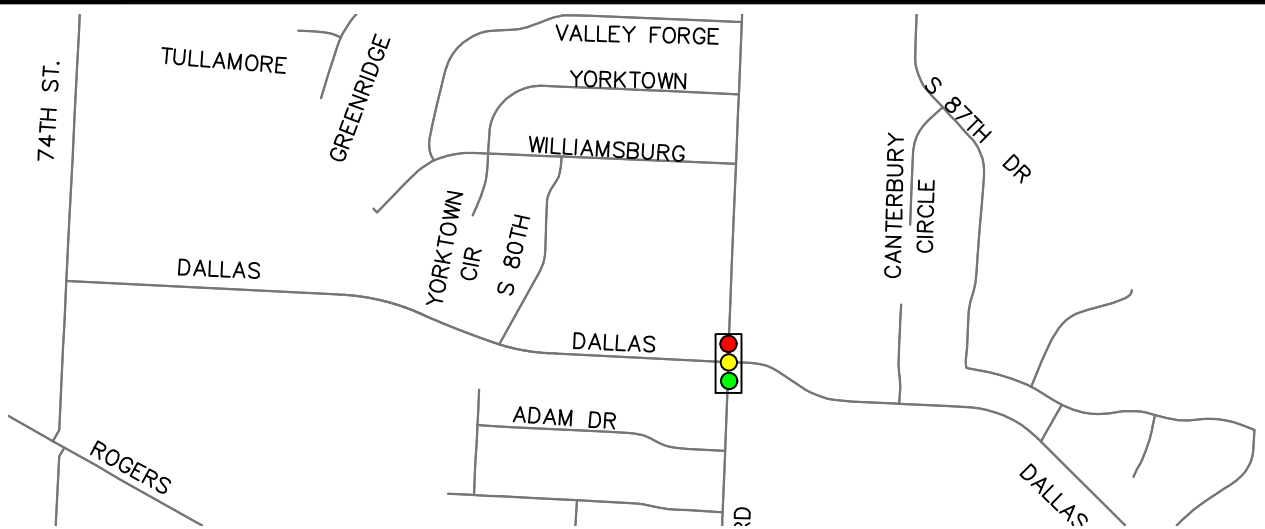 VALLEY FORGE
TULLAMORE
GREENRIDGE
YORKTOWN
74TH ST.
S 87TH DR
WILLIAMSBURG
CANTERBURY
CIRCLE
YORKTOWN
CIR
S 80TH
DALLAS
DALLAS
ADAM DR
ROGERS
DALLAS
RD